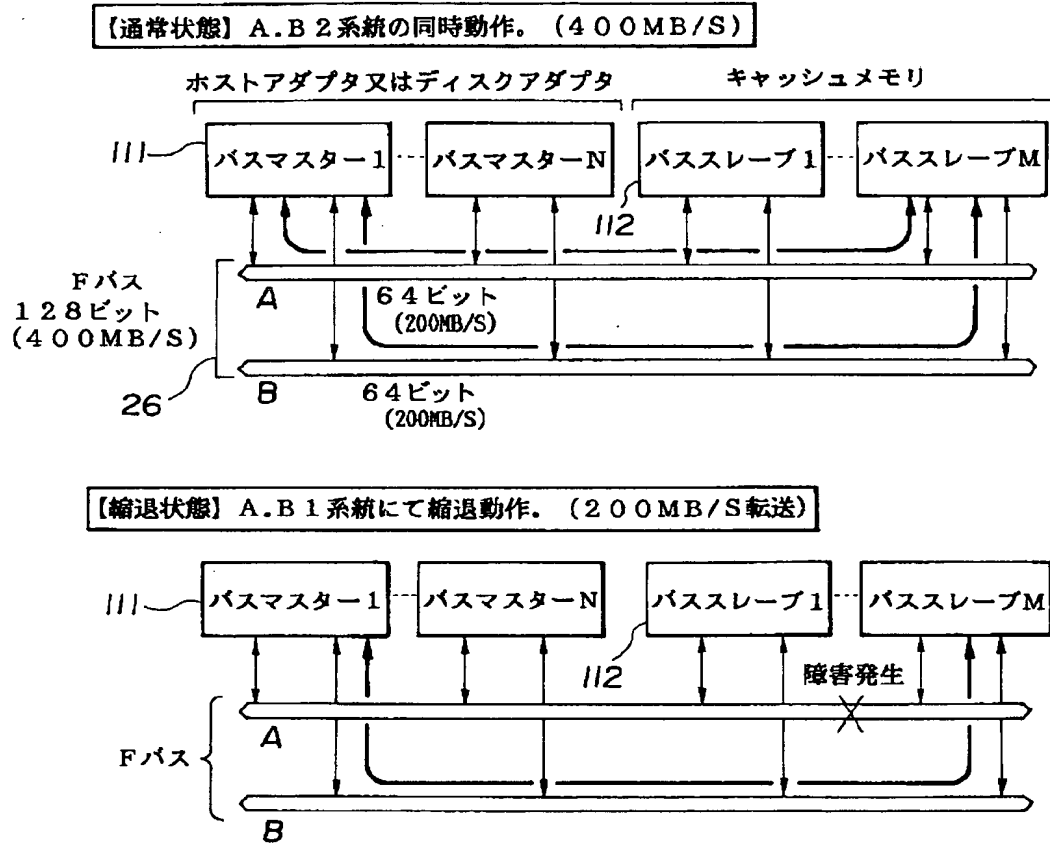 【通常状態】A.B2系統の同時動作。(400MB/S)
ホストアダプタ又はディスクアダプタ
キャッシュメモリ
111
バスマスター1
バスマスターN
バススレーブ1
バススレーブM
112
Fバス
128ビット
(400MB/S)
A
64ビット
(200MB/S)
26
B
64ビット
(200MB/S)
【縮退状態】A.B1系統にて縮退動作。(200MB/S転送)
111
バスマスター1
バスマスターN
バススレーブ1
バススレーブM
112
障害発生
Fバス
A
B